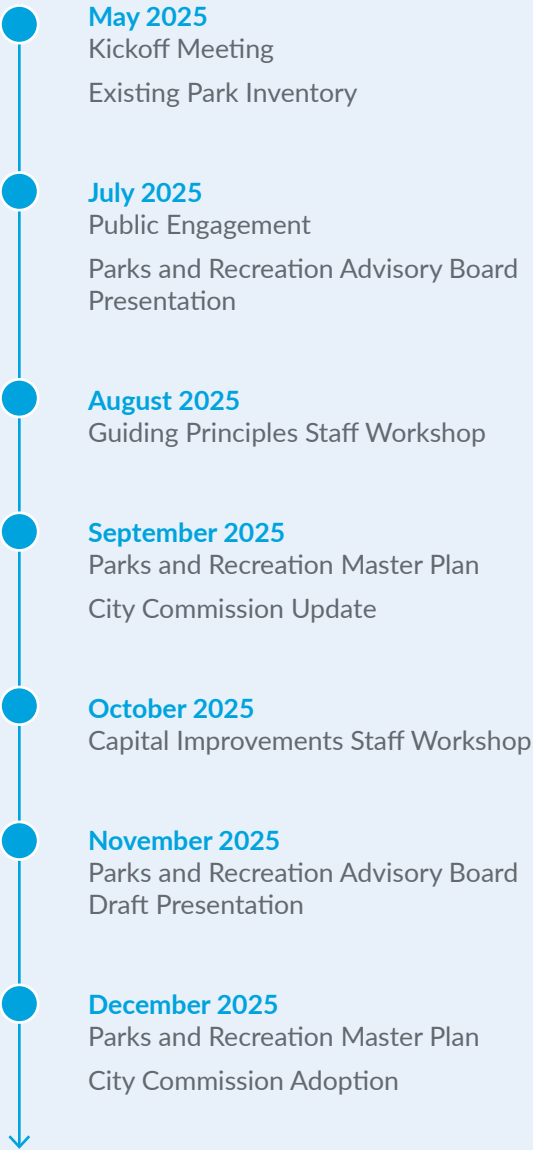 May 2025
Kickoff Meeting
Existing Park Inventory
July 2025
Public Engagement
Parks and Recreation Advisory Board
Presentation
August 2025
Guiding Principles Staff Workshop
September 2025
Parks and Recreation Master Plan
City Commission Update
October 2025
Capital Improvements Staff Workshop
November 2025
Parks and Recreation Advisory Board
Draft Presentation
December 2025
Parks and Recreation Master Plan
City Commission Adoption